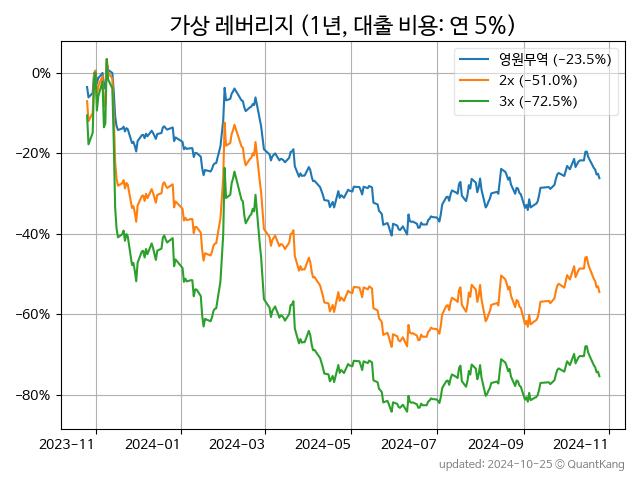 가상 레버리지 (1년, 대출 비용: 연 5%)
영원무역 (−23.5%)
2x (−51.0%)
3x (−72.5%)
0%
−20%
−40%
−60%
−80%
2023-11 2024-01 2024-03 2024-05 2024-07 2024-09 2024-11
updated: 2024-10-25 © QuantKang